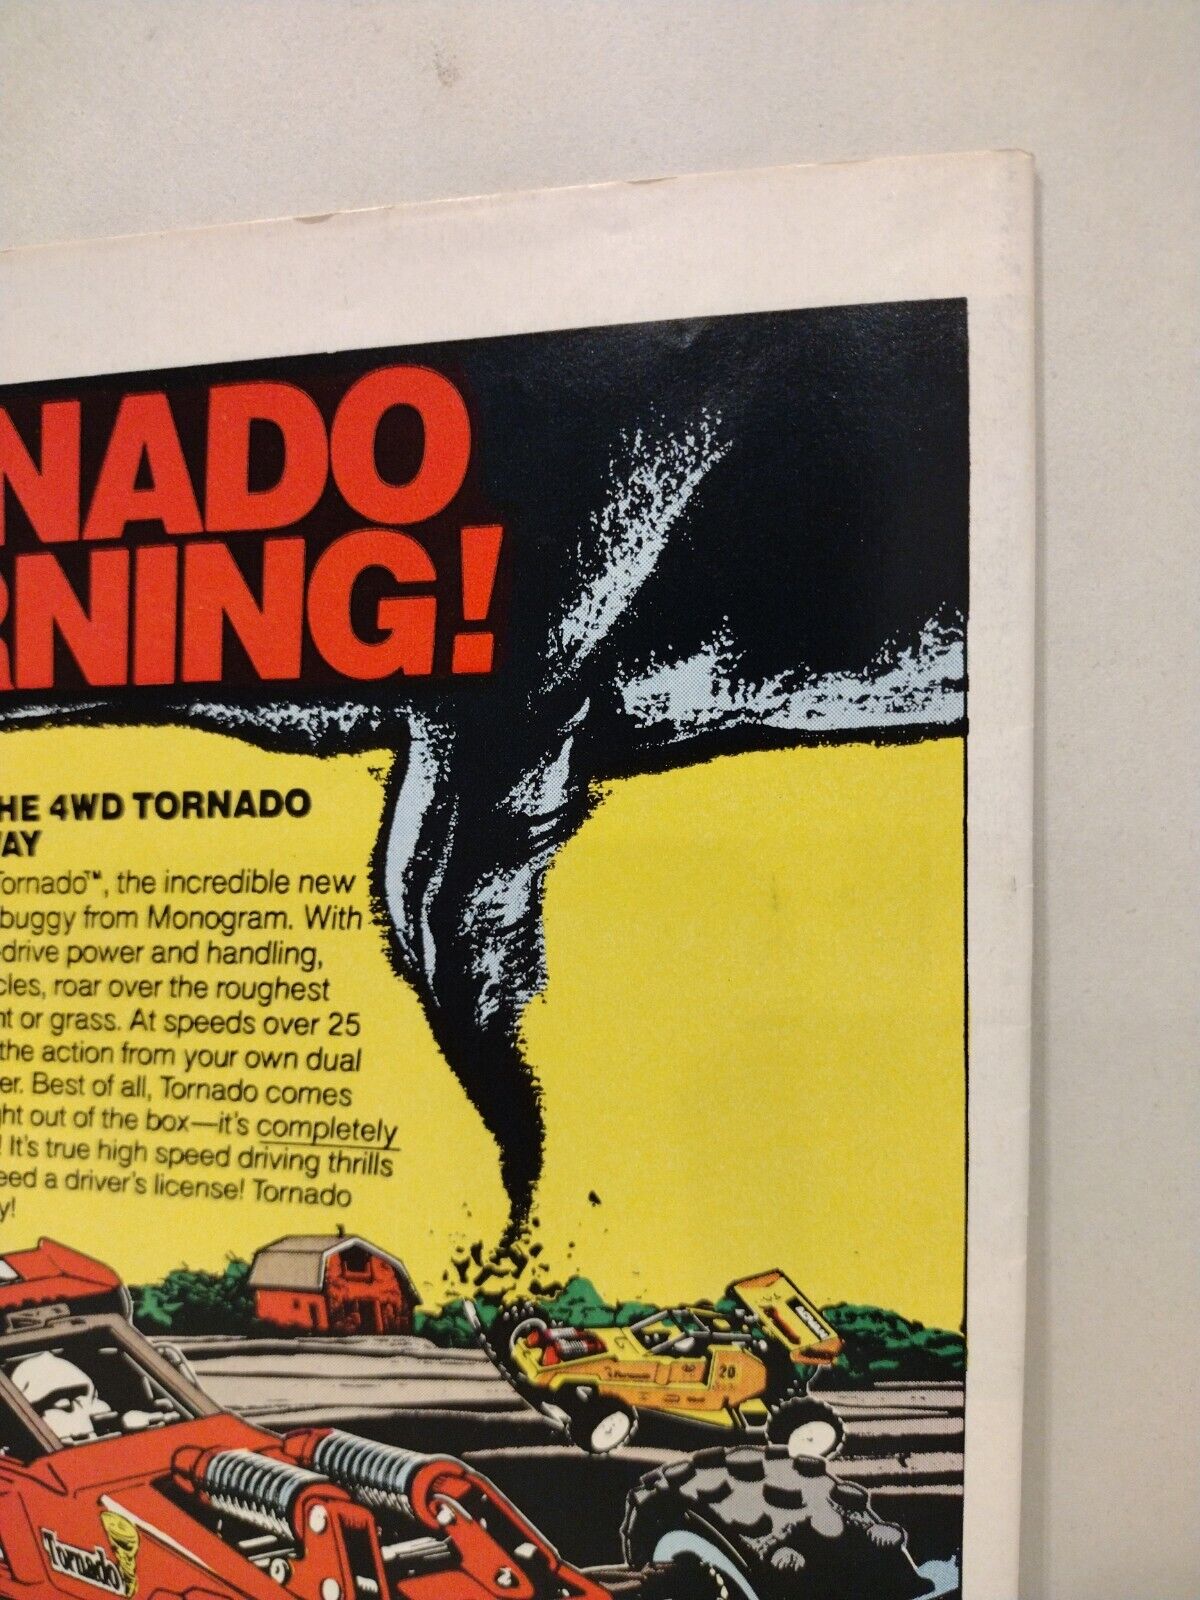 NADO
RNING!
HE 4WD TORNADO
WAY
Tornado™, the incredible new
buggy from Monogram. With
-drive power and handling,
cles, roar over the roughest
nt or grass. At speeds over 25
the action from your own dual
er. Best of all, Tornado comes
ght out of the box—it's completely
! It's true high speed driving thrills
eed a driver's license! Tornado
y!
20
Tornado